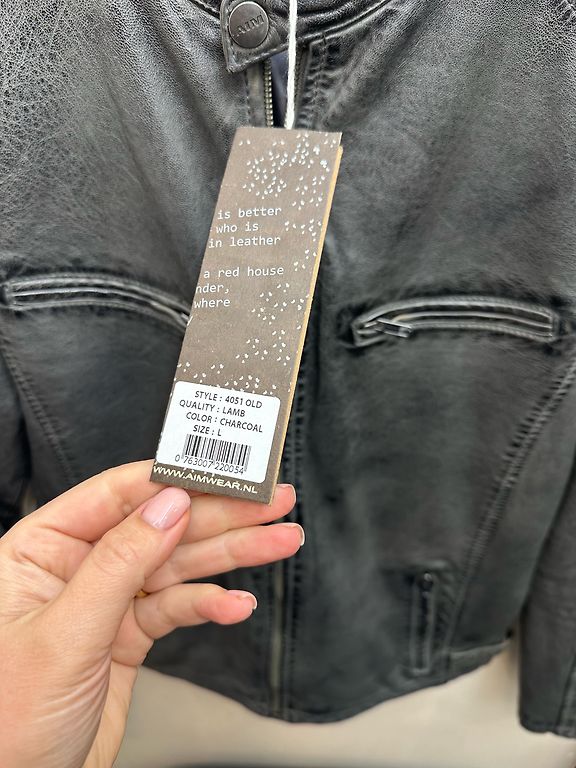 AIM
is better
who is
in leather
a red house
nder,
where
STYLE : 4051 OLD
QUALITY : LAMB
COLOR : CHARCOAL
SIZE : L
0 763007 220054
WWW.AIMWEAR.NL